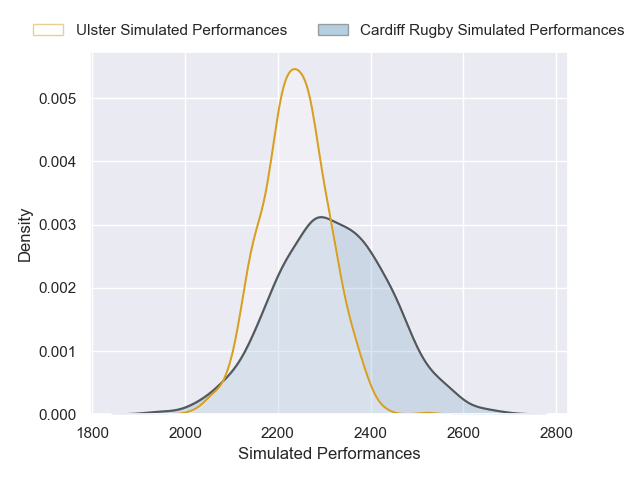 Ulster Simulated Performances Cardiff Rugby Simulated Performances
0.005
0.004
0.003
0.002
0.001
0.000
Density
1800 2000 2200 2400 2600 2800
Simulated Performances